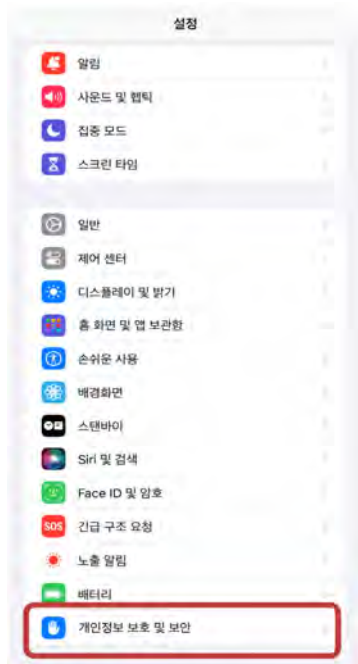 설정
알림
사운드 및 햅틱
집중 모드
스크린 타임
일반
제어 센터
디스플레이 및 밝기
홈 화면 및 앱 보관함
손쉬운 사용
배경화면
스탠바이
Siri 및 검색
Face ID 및 암호
SOS 긴급 구조 요청
노출 알림
배터리
개인정보 보호 및 보안